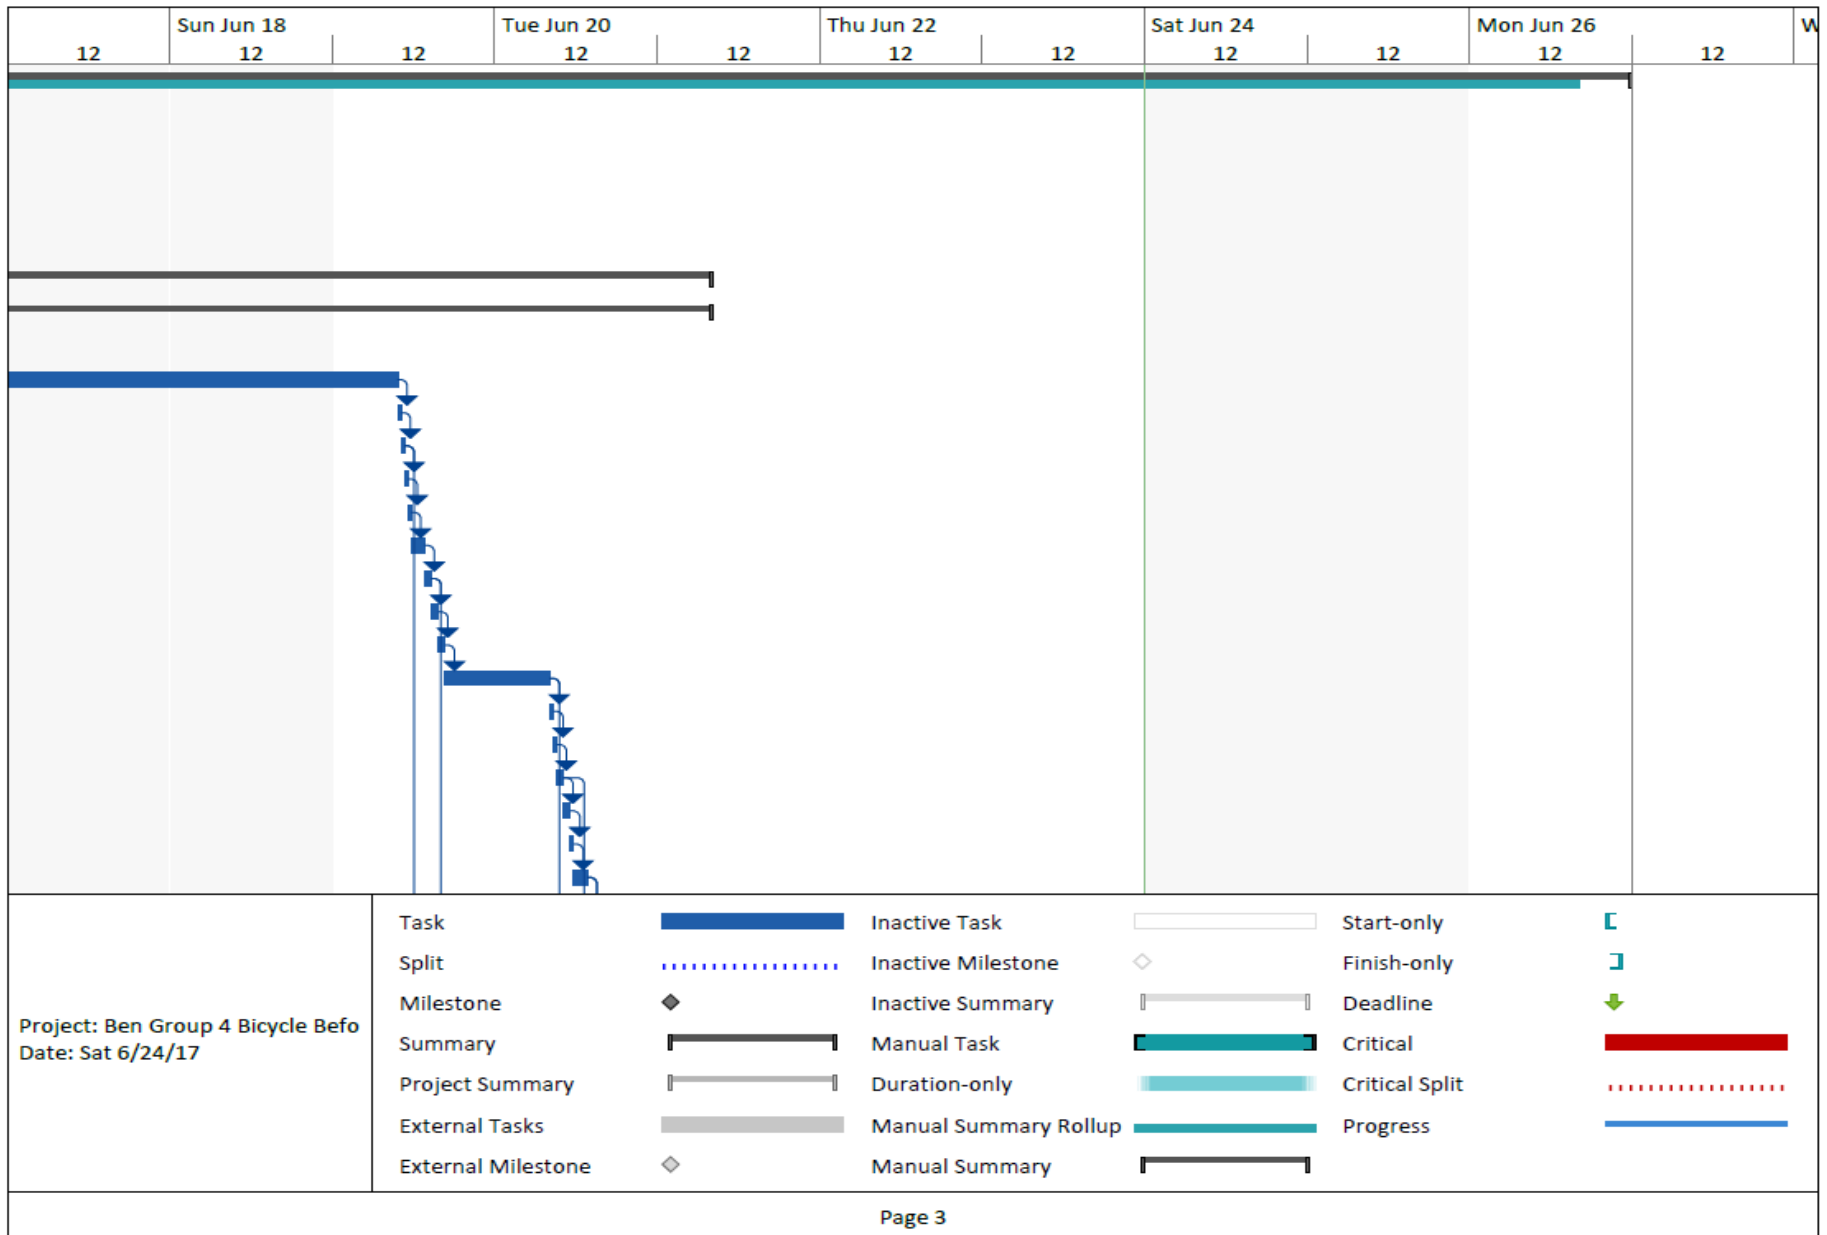 Sun Jun 18 Tue Jun 20 Thu Jun 22 Sat Jun 24 Mon Jun 26 W
12 12 12 12 12 12 12 12 12 12 12
Task Inactive Task Start-only
Split Inactive Milestone Finish-only
Milestone Inactive Summary Deadline
Project: Ben Group 4 Bicycle Befo
Date: Sat 6/24/17
Summary Manual Task Critical
Project Summary Duration-only Critical Split
External Tasks Manual Summary Rollup Progress
External Milestone Manual Summary
Page 3